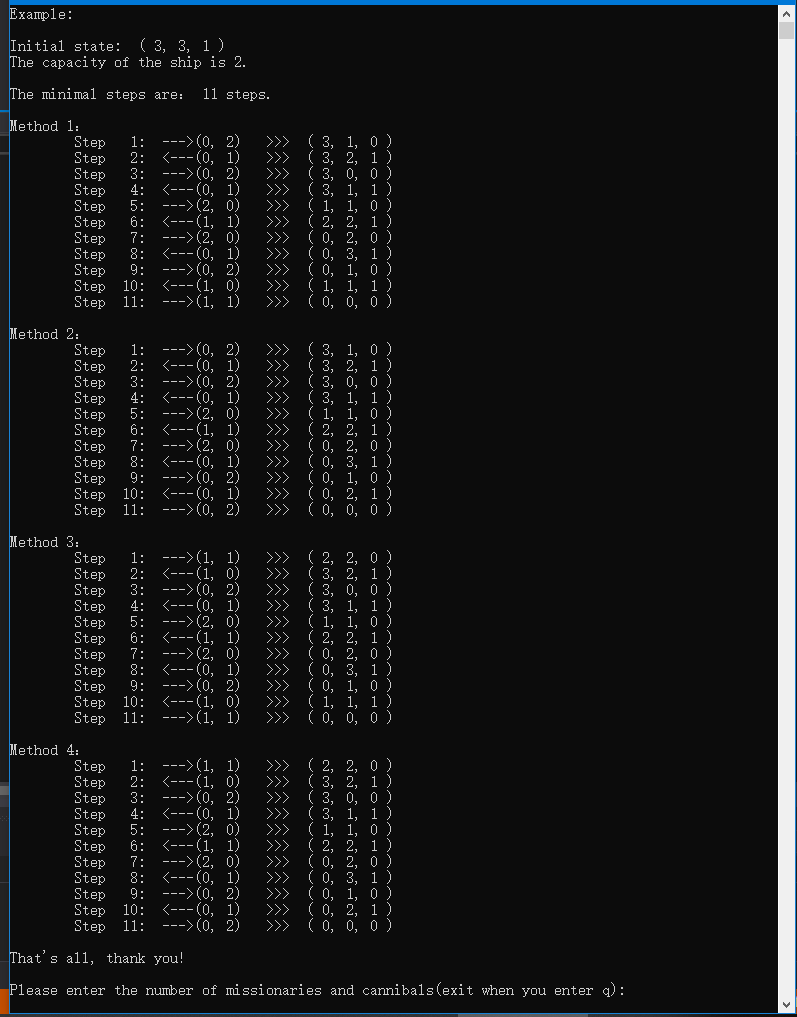 Example:
Initial state:  ( 3, 3, 1 )
The capacity of the ship is 2.
The minimal steps are:  11 steps.
Method 1:
Step   1:  --->(0, 2)   >>>  ( 3, 1, 0 )
Step   2:  <---(0, 1)   >>>  ( 3, 2, 1 )
Step   3:  --->(0, 2)   >>>  ( 3, 0, 0 )
Step   4:  <---(0, 1)   >>>  ( 3, 1, 1 )
Step   5:  --->(2, 0)   >>>  ( 1, 1, 0 )
Step   6:  <---(1, 1)   >>>  ( 2, 2, 1 )
Step   7:  --->(2, 0)   >>>  ( 0, 2, 0 )
Step   8:  <---(0, 1)   >>>  ( 0, 3, 1 )
Step   9:  --->(0, 2)   >>>  ( 0, 1, 0 )
Step  10:  <---(1, 0)   >>>  ( 1, 1, 1 )
Step  11:  --->(1, 1)   >>>  ( 0, 0, 0 )
Method 2:
Step   1:  --->(0, 2)   >>>  ( 3, 1, 0 )
Step   2:  <---(0, 1)   >>>  ( 3, 2, 1 )
Step   3:  --->(0, 2)   >>>  ( 3, 0, 0 )
Step   4:  <---(0, 1)   >>>  ( 3, 1, 1 )
Step   5:  --->(2, 0)   >>>  ( 1, 1, 0 )
Step   6:  <---(1, 1)   >>>  ( 2, 2, 1 )
Step   7:  --->(2, 0)   >>>  ( 0, 2, 0 )
Step   8:  <---(0, 1)   >>>  ( 0, 3, 1 )
Step   9:  --->(0, 2)   >>>  ( 0, 1, 0 )
Step  10:  <---(0, 1)   >>>  ( 0, 2, 1 )
Step  11:  --->(0, 2)   >>>  ( 0, 0, 0 )
Method 3:
Step   1:  --->(1, 1)   >>>  ( 2, 2, 0 )
Step   2:  <---(1, 0)   >>>  ( 3, 2, 1 )
Step   3:  --->(0, 2)   >>>  ( 3, 0, 0 )
Step   4:  <---(0, 1)   >>>  ( 3, 1, 1 )
Step   5:  --->(2, 0)   >>>  ( 1, 1, 0 )
Step   6:  <---(1, 1)   >>>  ( 2, 2, 1 )
Step   7:  --->(2, 0)   >>>  ( 0, 2, 0 )
Step   8:  <---(0, 1)   >>>  ( 0, 3, 1 )
Step   9:  --->(0, 2)   >>>  ( 0, 1, 0 )
Step  10:  <---(1, 0)   >>>  ( 1, 1, 1 )
Step  11:  --->(1, 1)   >>>  ( 0, 0, 0 )
Method 4:
Step   1:  --->(1, 1)   >>>  ( 2, 2, 0 )
Step   2:  <---(1, 0)   >>>  ( 3, 2, 1 )
Step   3:  --->(0, 2)   >>>  ( 3, 0, 0 )
Step   4:  <---(0, 1)   >>>  ( 3, 1, 1 )
Step   5:  --->(2, 0)   >>>  ( 1, 1, 0 )
Step   6:  <---(1, 1)   >>>  ( 2, 2, 1 )
Step   7:  --->(2, 0)   >>>  ( 0, 2, 0 )
Step   8:  <---(0, 1)   >>>  ( 0, 3, 1 )
Step   9:  --->(0, 2)   >>>  ( 0, 1, 0 )
Step  10:  <---(0, 1)   >>>  ( 0, 2, 1 )
Step  11:  --->(0, 2)   >>>  ( 0, 0, 0 )
That's all, thank you!
Please enter the number of missionaries and cannibals(exit when you enter q):